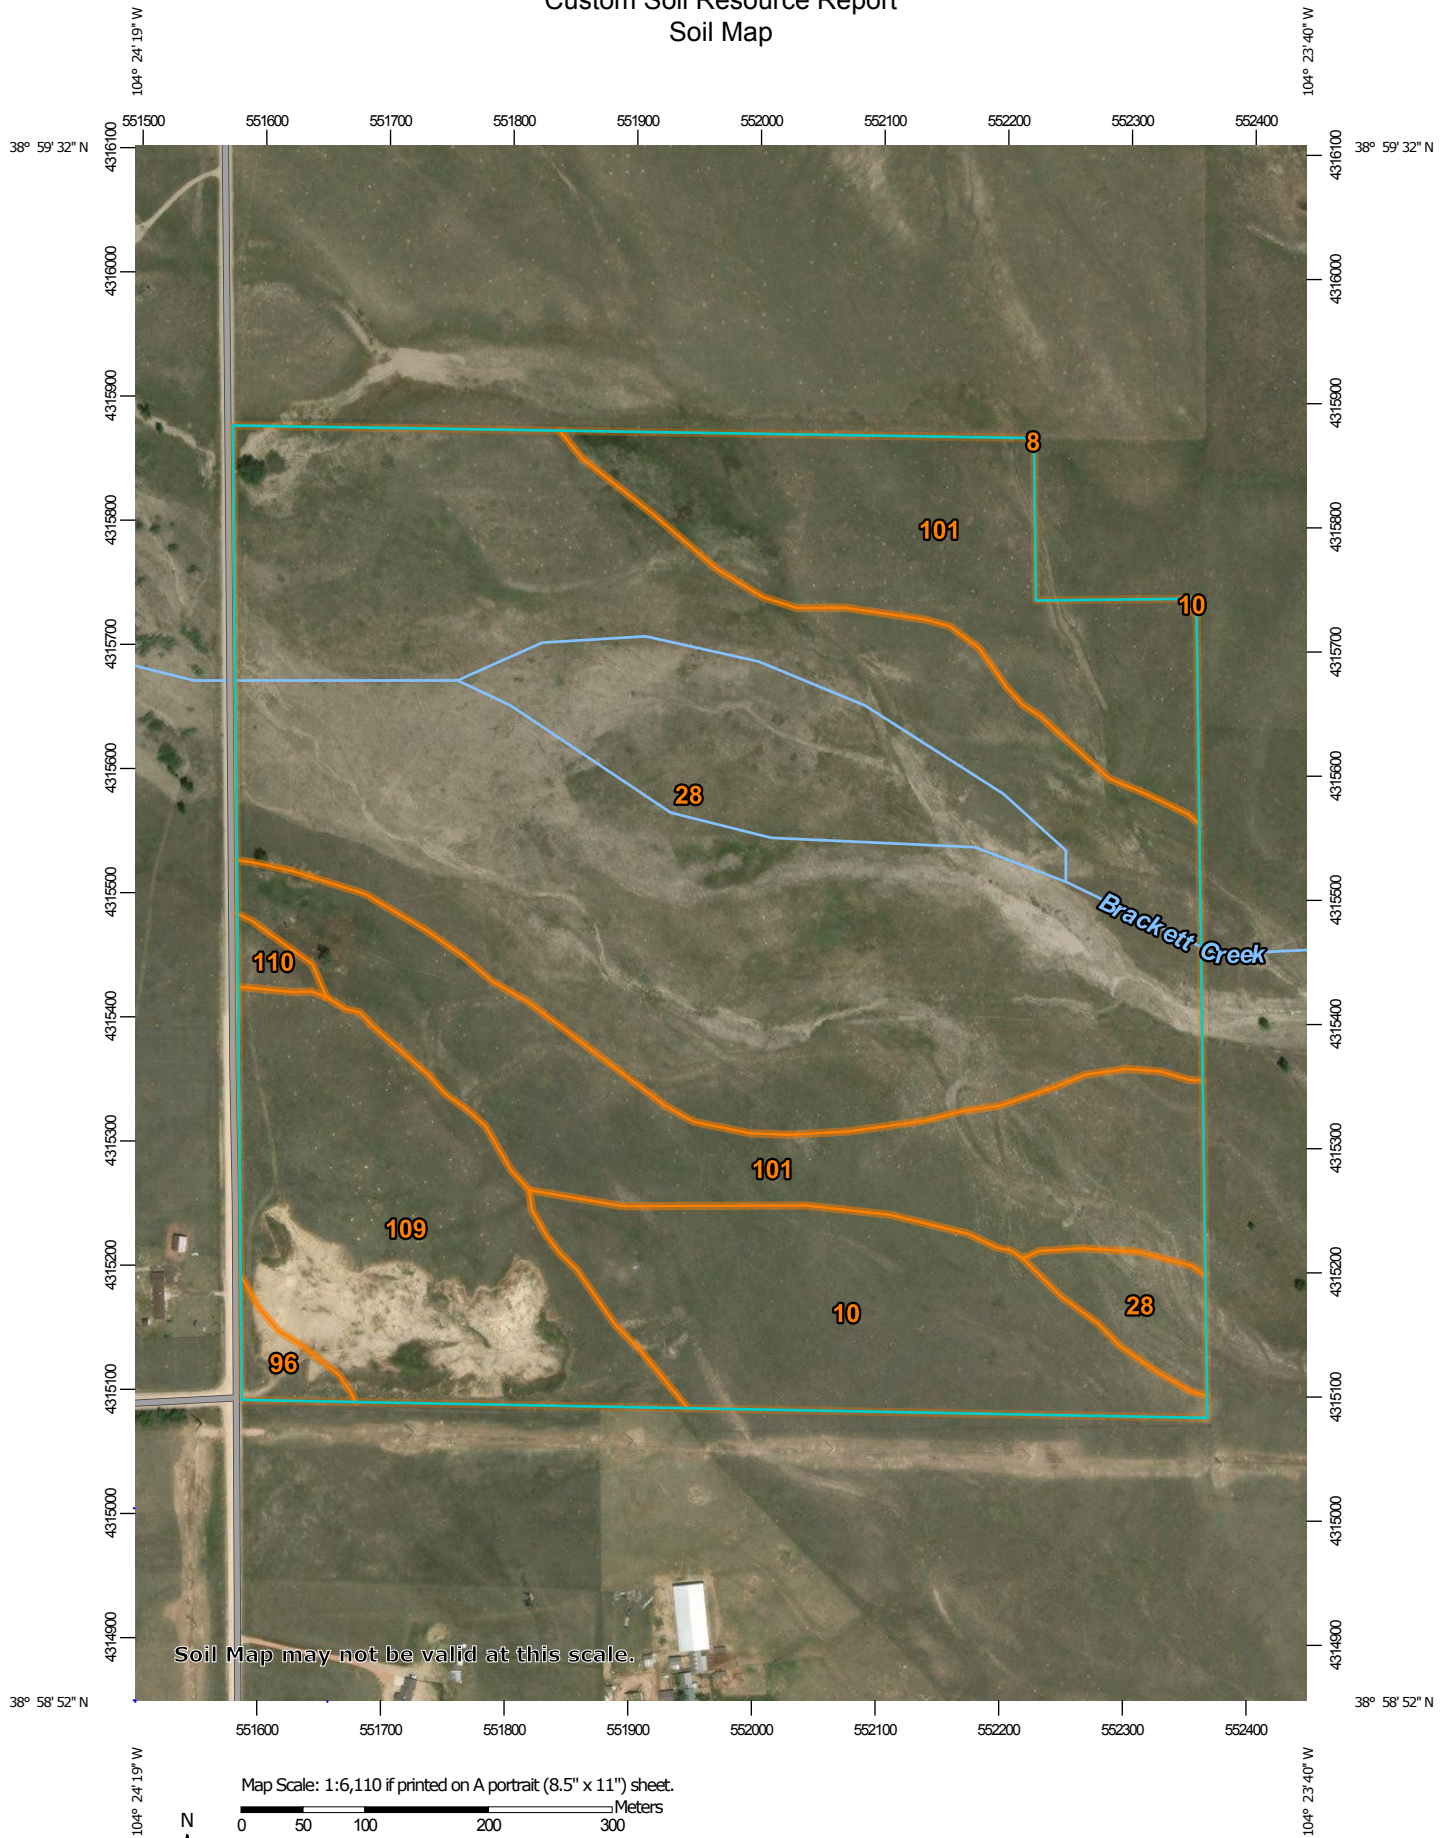 Custom Soil Resource Report
Soil Map
104° 24' 19" W
104° 23' 40" W
551500 551600 551700 551800 551900 552000 552100 552200 552300 552400
38° 59' 32" N
38° 59' 32" N
4316100
4316100
4316000
4316000
4315900
4315900
8
4315800
101
4315800
10
4315700
4315700
4315600
28
4315600
4315500
Brackett Creek
4315500
110
4315400
4315400
4315300
101
4315300
109
4315200
4315200
10
28
96
4315100
4315100
4315000
4315000
4314900
4314900
Soil Map may not be valid at this scale.
38° 58' 52" N
38° 58' 52" N
551600 551700 551800 551900 552000 552100 552200 552300 552400
104° 24' 19" W
104° 23' 40" W
Map Scale: 1:6,110 if printed on A portrait (8.5" x 11") sheet.
Meters
N
0 50 100 200 300